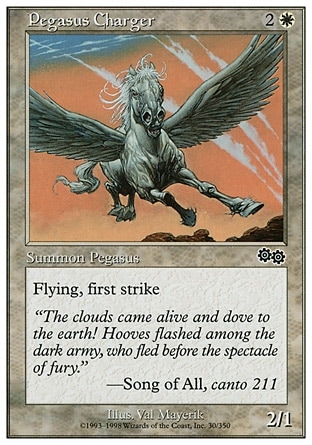 Pegasus Charger 2
Summon Pegasus
Flying, first strike
“The clouds came alive and dove to
the earth! Hooves flashed among the
dark army, who fled before the spectacle
of fury.”
—Song of All, canto 211
Illus. Val Mayerik
©1993-1998 Wizards of the Coast, Inc. 30/350
2/1